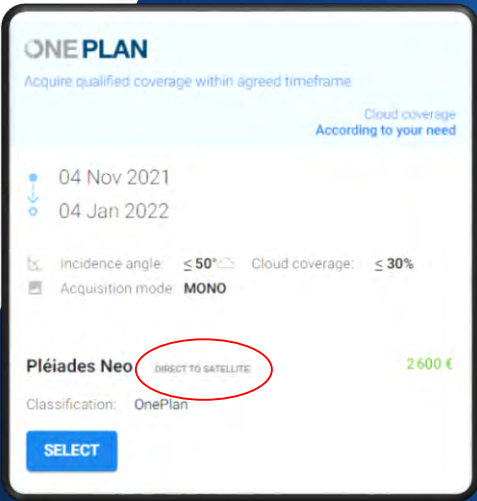 ONEPLAN
Acquire qualified coverage within agreed timeframe
Cloud coverage
According to your need
04 Nov 2021
04 Jan 2022
Incidence angle: ≤ 50° Cloud coverage: ≤ 30%
Acquisition mode: MONO
Pléiades Neo DIRECT TO SATELLITE 2 600 €
Classification: OnePlan
SELECT